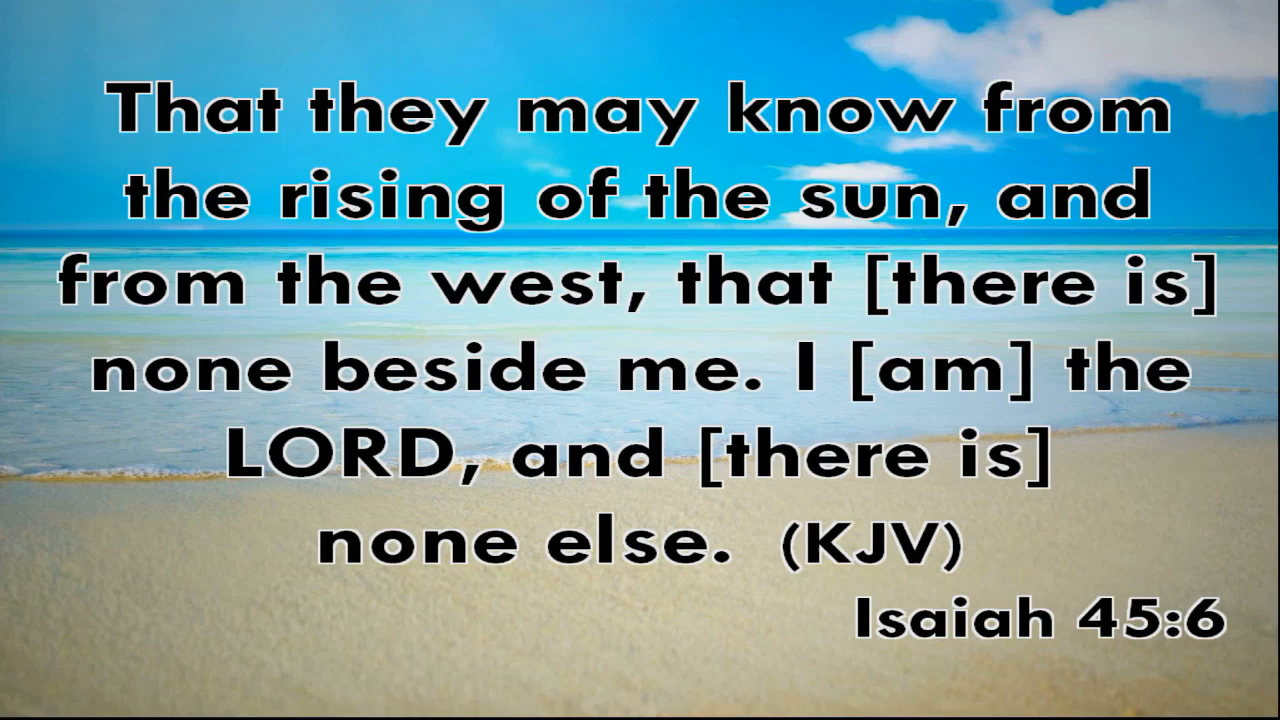 That they may know from
the rising of the sun, and
from the west, that [there is]
none beside me. I [am] the
LORD, and [there is]
none else. (KJV)
Isaiah 45:6